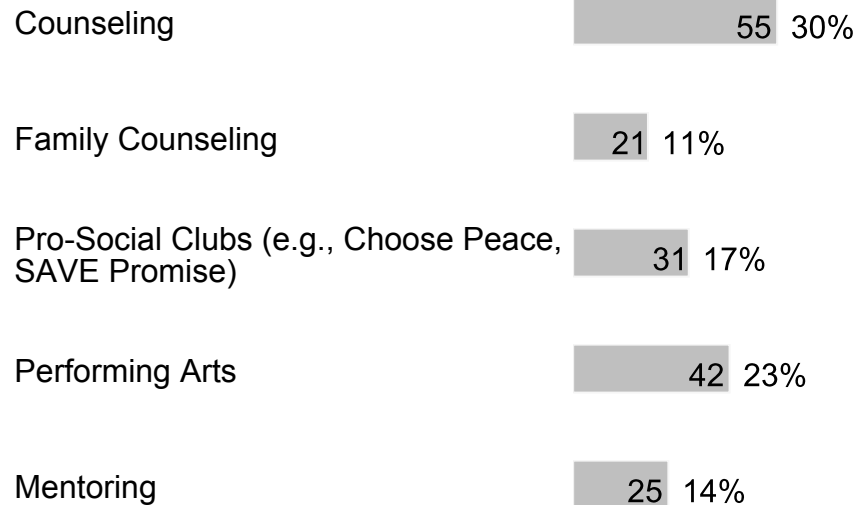 Counseling 55 30%
Family Counseling 21 11%
Pro-Social Clubs (e.g., Choose Peace,
SAVE Promise) 31 17%
Performing Arts 42 23%
Mentoring 25 14%